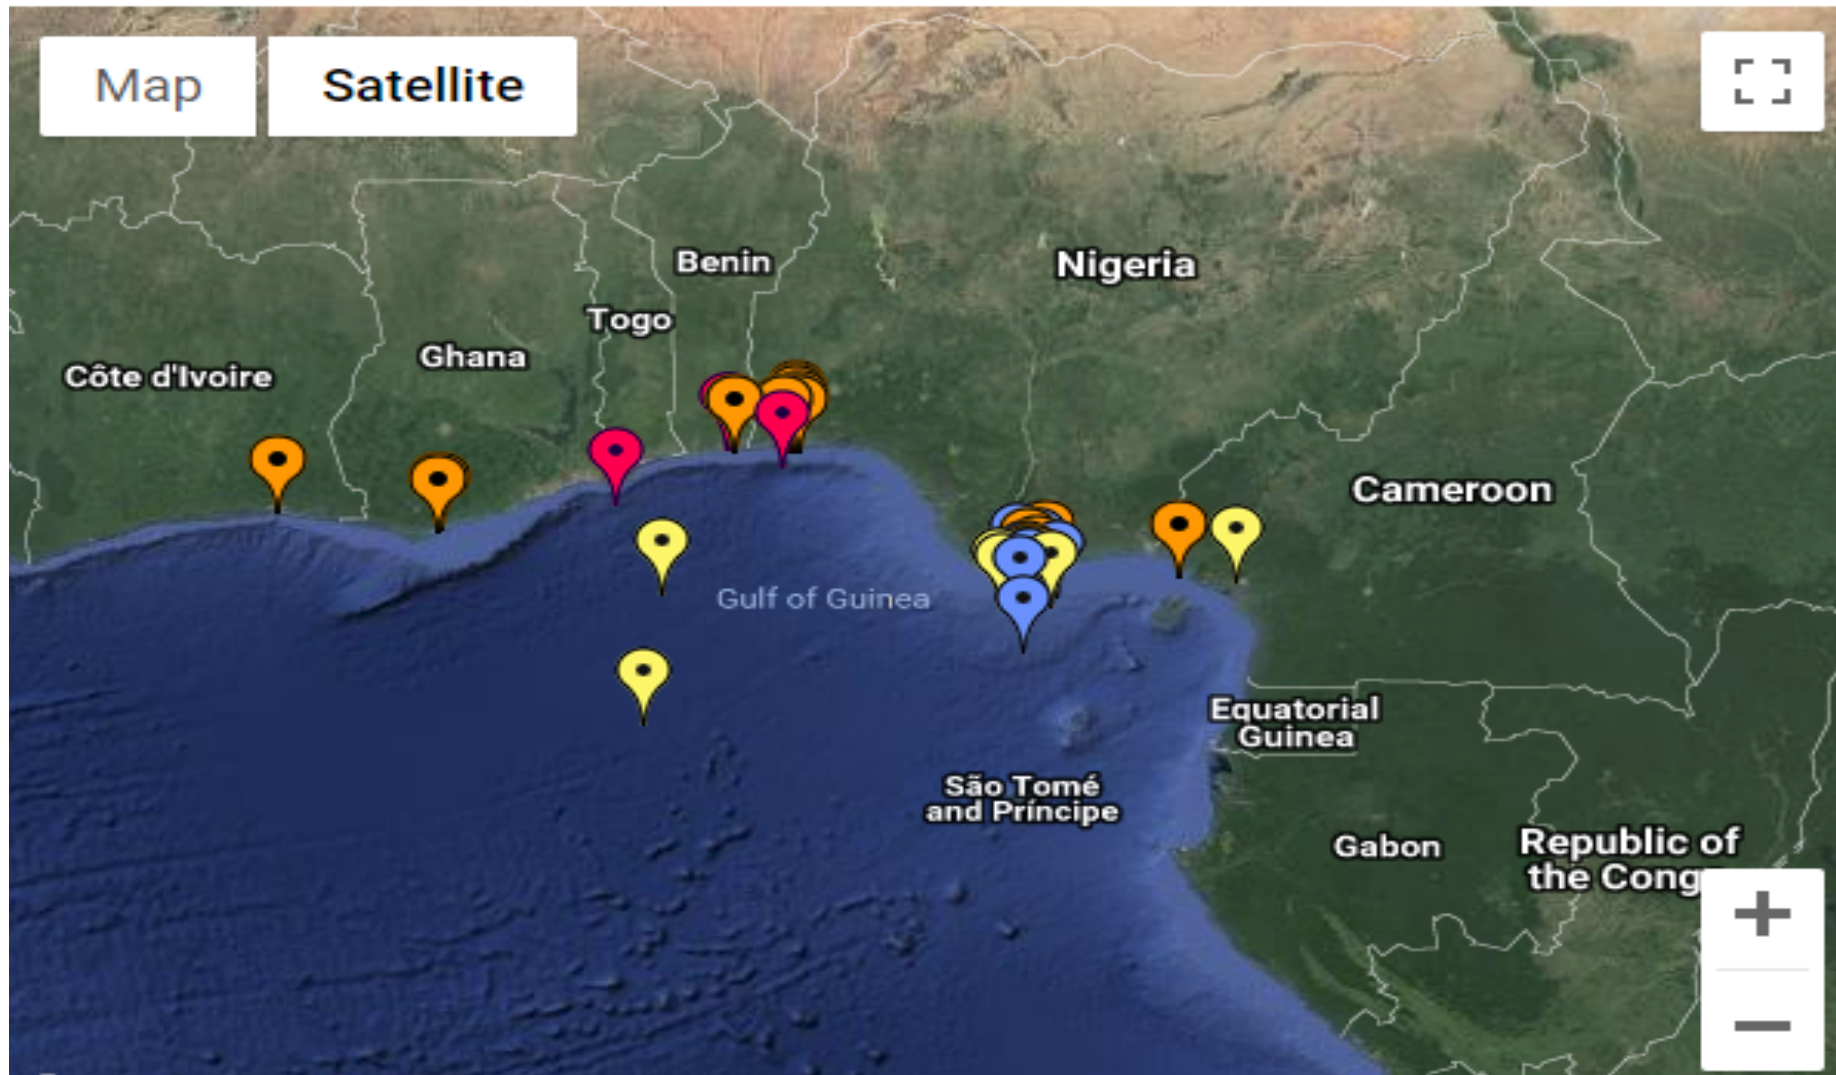 Map
Satellite
Benin
Nigeria
Togo
Ghana
Côte d'Ivoire
Cameroon
Gulf of Guinea
Equatorial
Guinea
São Tomé
and Príncipe
Gabon
Republic of
the Cong